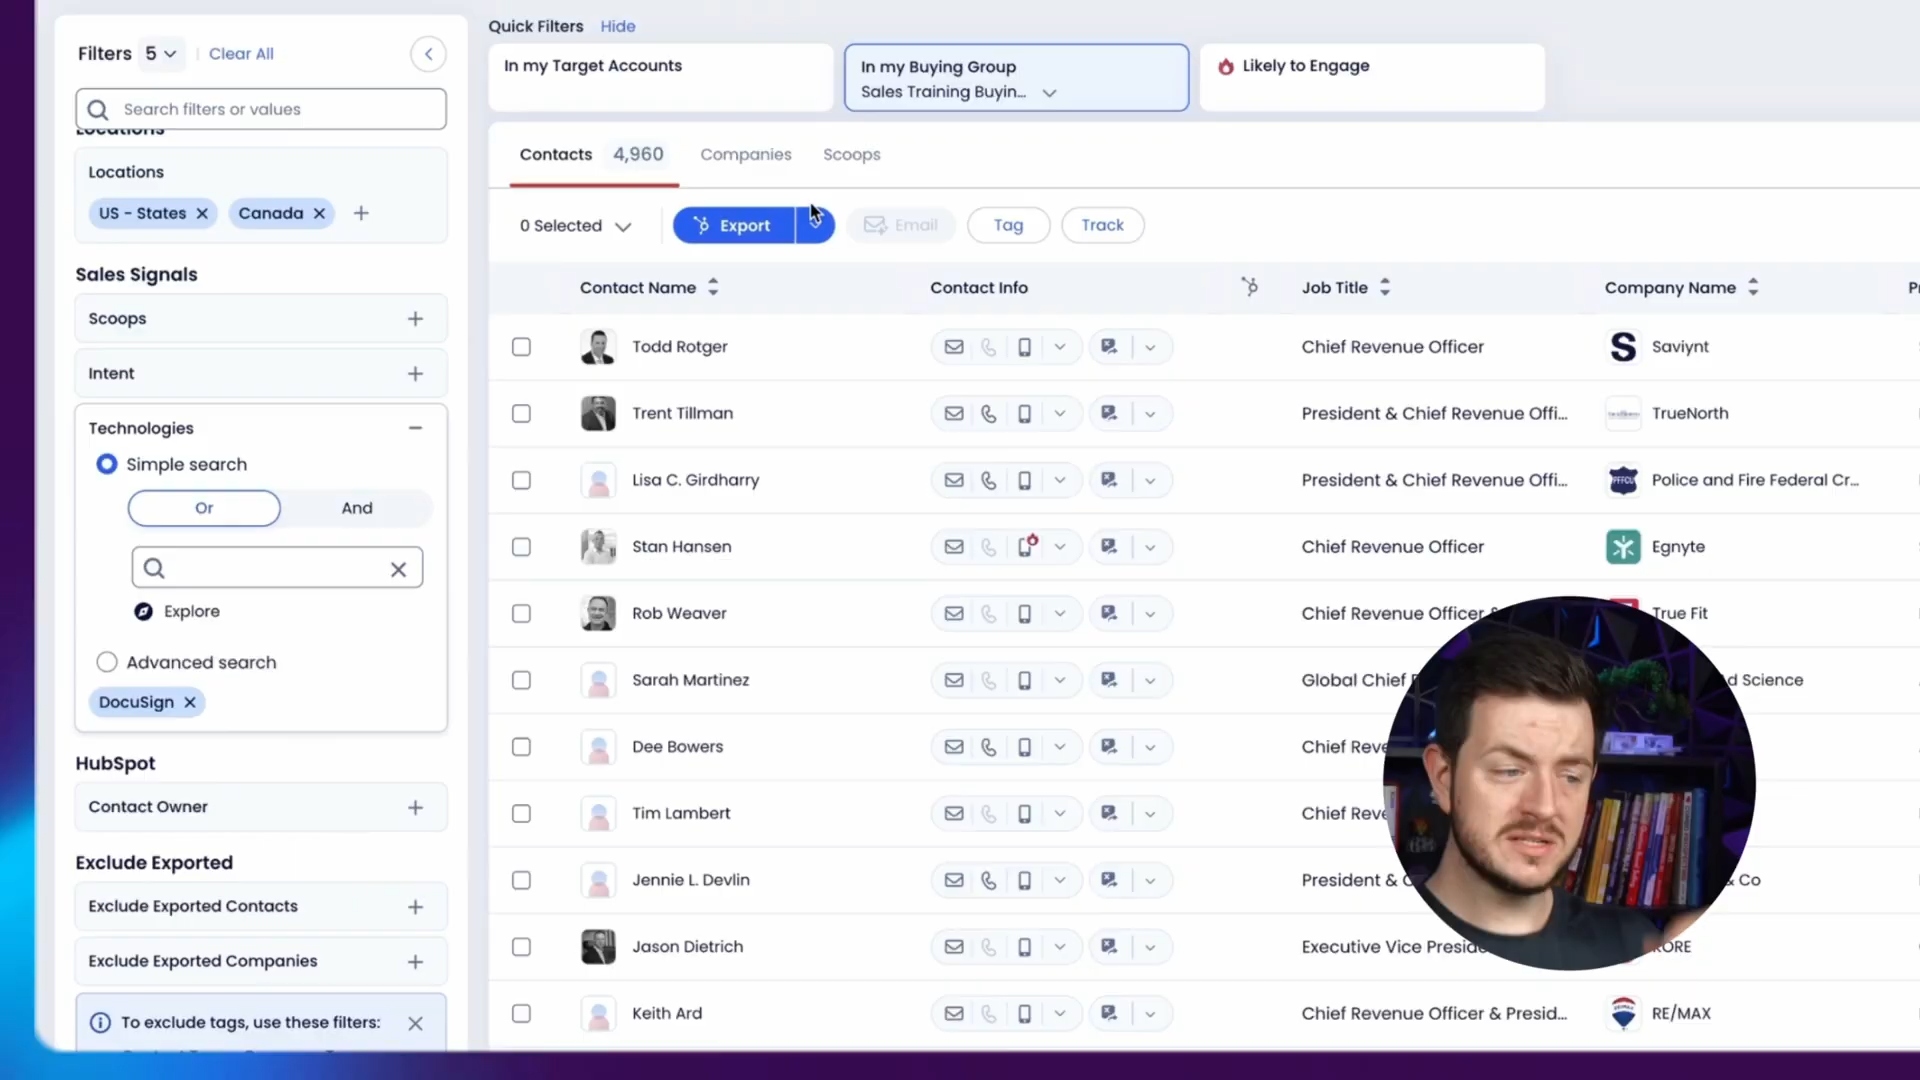 Quick Filters Hide
Filters 5 Clear All
In my Target Accounts
In my Buying Group
Sales Training Buyin...
Likely to Engage
Search filters or values
Locations
Locations
US - States
Canada
Sales Signals
Scoops
Intent
Technologies
Simple search
Or And
Explore
Advanced search
DocuSign
HubSpot
Contact Owner
Exclude Exported
Exclude Exported Contacts
Exclude Exported Companies
To exclude tags, use these filters:
Contacts 4,960 Companies Scoops
0 Selected Export Email Tag Track
Contact Name Contact Info Job Title Company Name
Todd Rotger Chief Revenue Officer Saviynt
Trent Tillman President & Chief Revenue Offi... TrueNorth
Lisa C. Girdharry President & Chief Revenue Offi... PFFCU Police and Fire Federal Cr...
Stan Hansen Chief Revenue Officer Egnyte
Rob Weaver Chief Revenue Officer True Fit
Sarah Martinez Global Chief d Science
Dee Bowers Chief Reve
Tim Lambert Chief Reve
Jennie L. Devlin President & & Co
Jason Dietrich Executive Vice Preside KORE
Keith Ard Chief Revenue Officer & Presid... RE/MAX